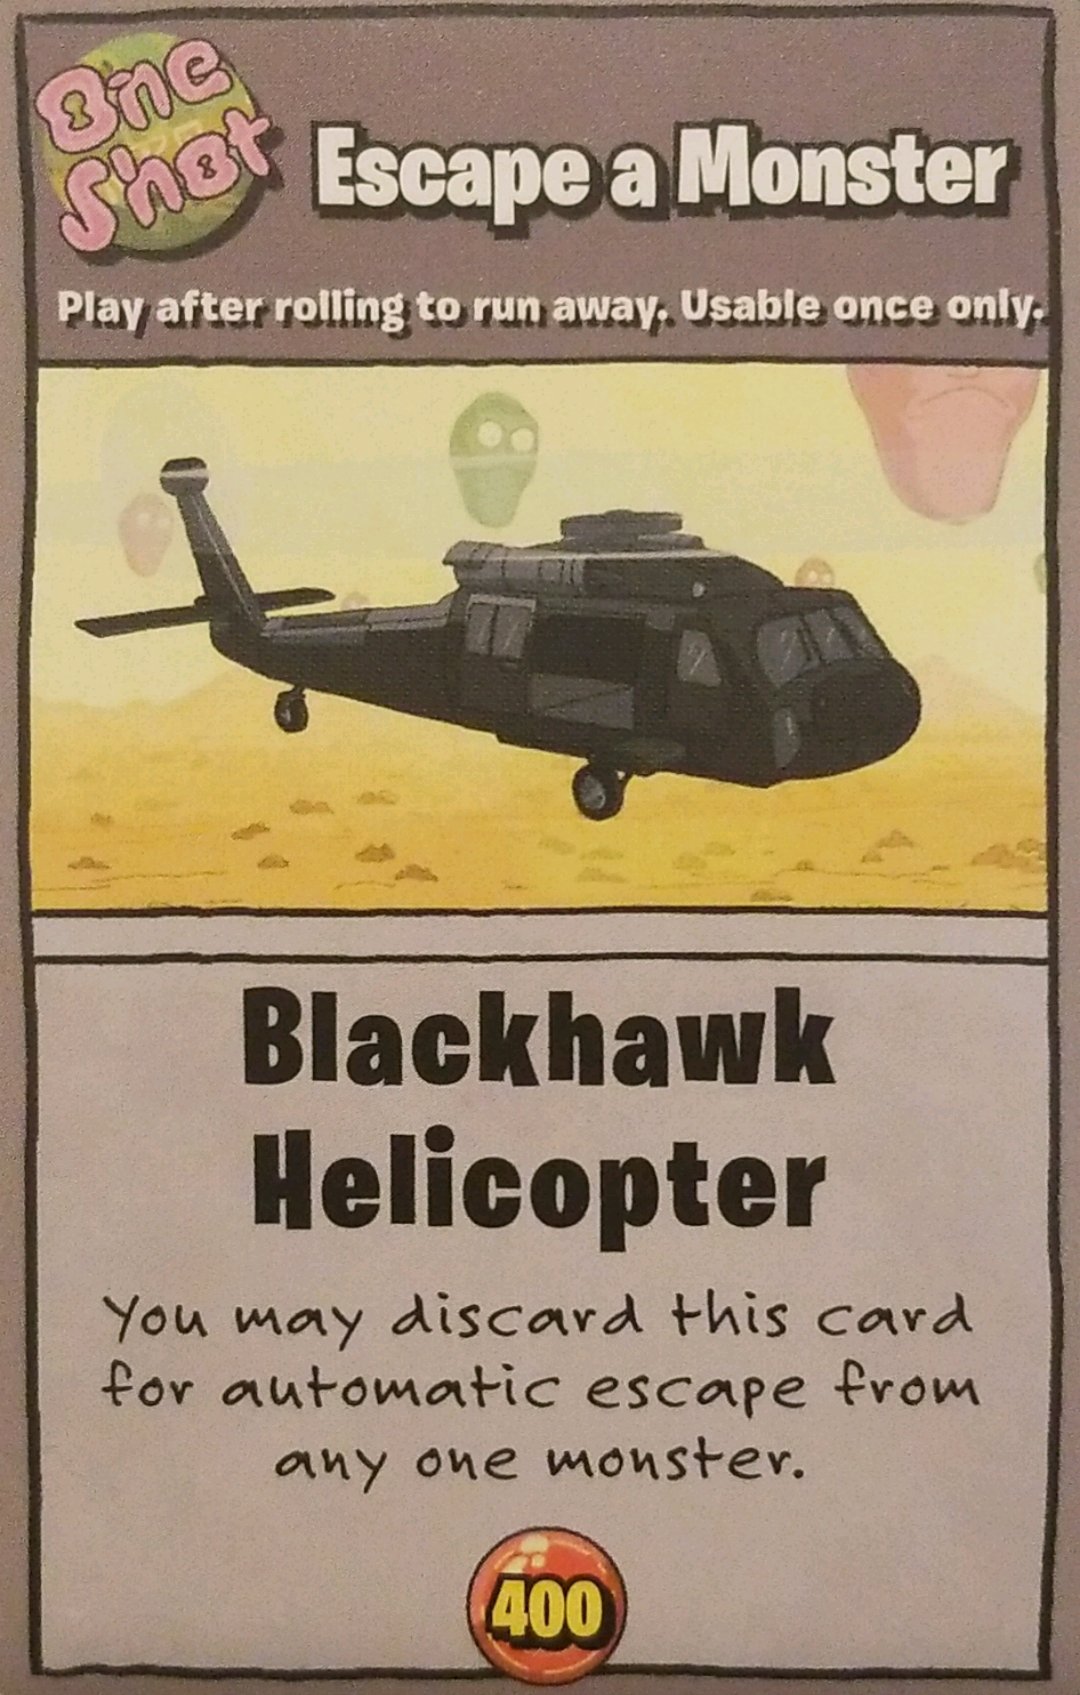 One
Shot
Escape a Monster
Play after rolling to run away. Usable once only.
Blackhawk
Helicopter
You may discard this card
for automatic escape from
any one monster.
400